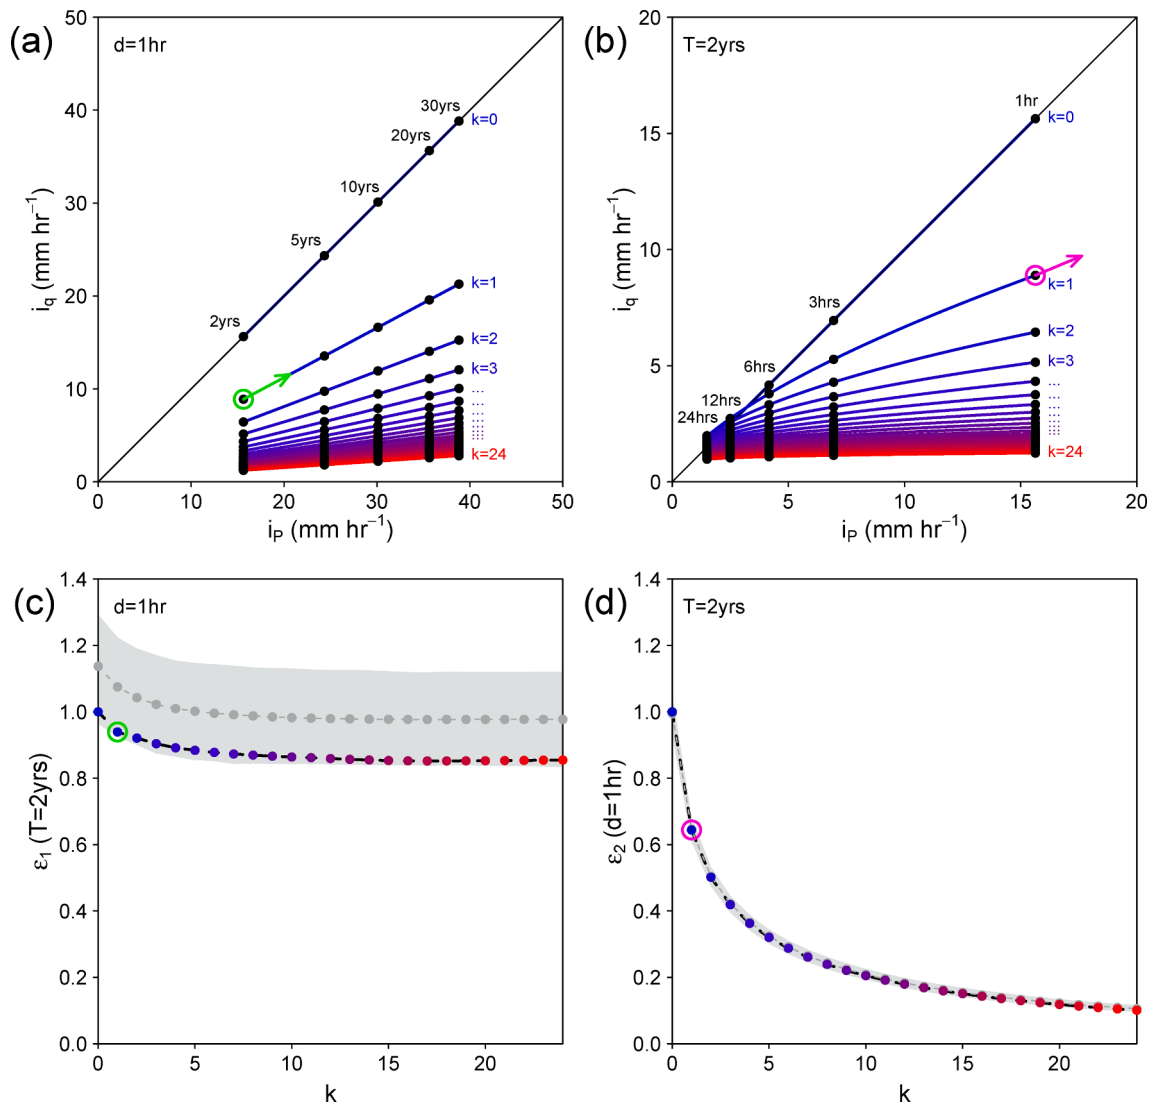 (a)
d=1hr
50
40
30
20
10
0
30yrs
k=0
20yrs
10yrs
5yrs
2yrs
k=1
k=2
k=3
...
...
...
k=24
0
10
20
30
40
50
i_q (mm hr⁻¹)
i_P (mm hr⁻¹)
(b)
T=2yrs
20
15
10
5
0
1hr
k=0
3hrs
k=1
6hrs
k=2
12hrs
k=3
24hrs
...
...
...
k=24
0
5
10
15
20
i_q (mm hr⁻¹)
i_P (mm hr⁻¹)
(c)
d=1hr
1.4
1.2
1.0
0.8
0.6
0.4
0.2
0.0
0
5
10
15
20
ε₁ (T=2yrs)
k
(d)
T=2yrs
1.4
1.2
1.0
0.8
0.6
0.4
0.2
0.0
0
5
10
15
20
ε₂ (d=1hr)
k